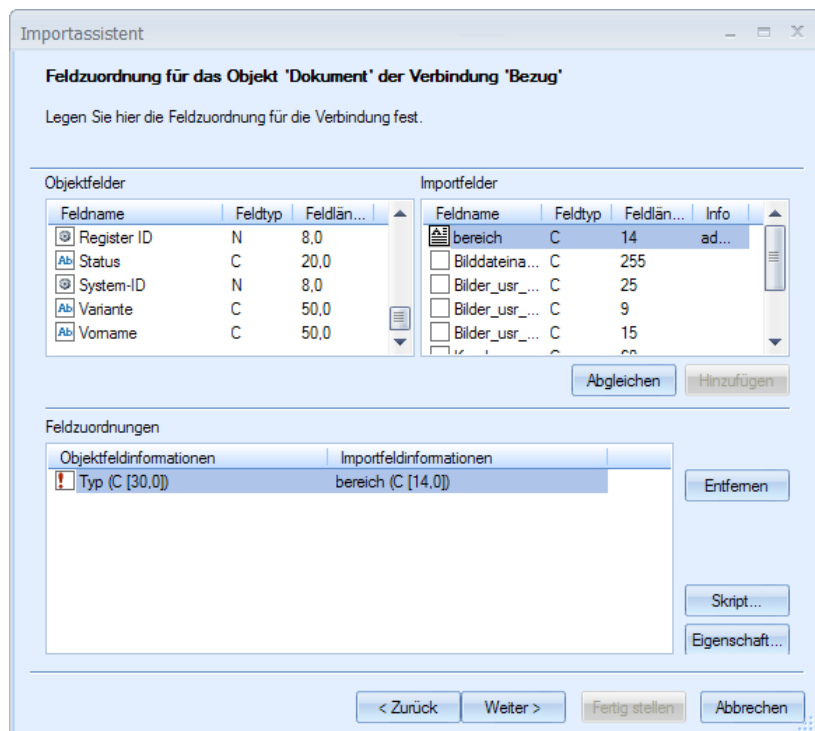 Importassistent
Feldzuordnung für das Objekt 'Dokument' der Verbindung 'Bezug'
Legen Sie hier die Feldzuordnung für die Verbindung fest.
Objektfelder
Feldname Feldtyp Feldlän...
Register ID N 8,0
Ab Status C 20,0
System-ID N 8,0
Ab Variante C 50,0
Ab Vorname C 50,0
Importfelder
Feldname Feldtyp Feldlän... Info
bereich C 14 ad...
Bilddateina... C 255
Bilder_usr_... C 25
Bilder_usr_... C 9
Bilder_usr_... C 15
Abgleichen Hinzufügen
Feldzuordnungen
Objektfeldinformationen Importfeldinformationen
Typ (C [30,0]) bereich (C [14,0])
Entfernen
Skript...
Eigenschaft...
< Zurück Weiter > Fertig stellen Abbrechen